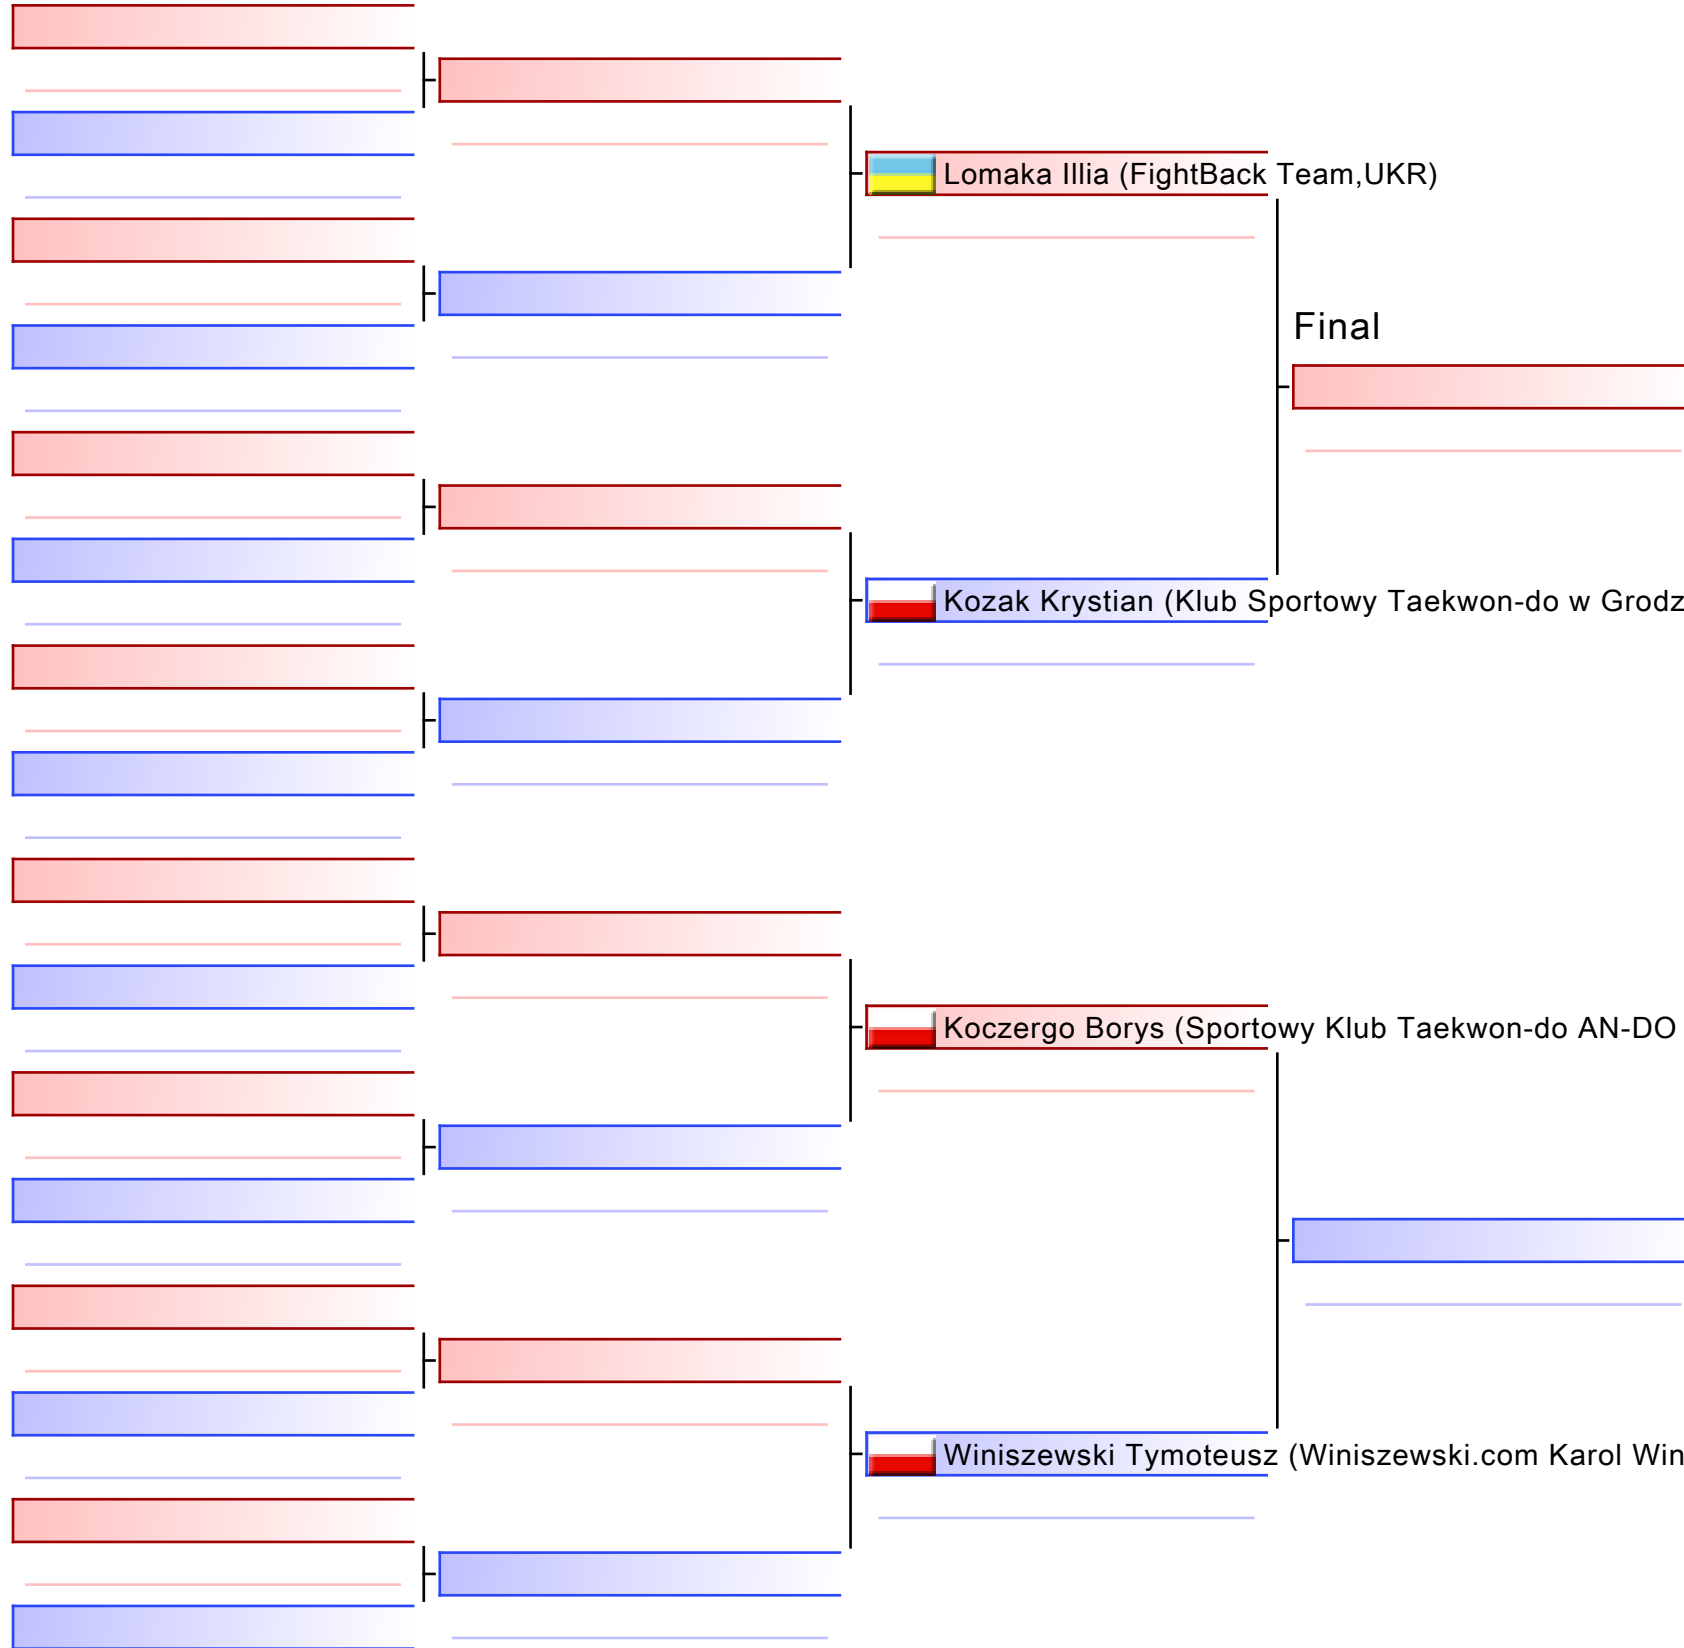 Lomaka Illia (FightBack Team,UKR)
Final
Kozak Krystian (Klub Sportowy Taekwon-do w Grodz
Koczergo Borys (Sportowy Klub Taekwon-do AN-DO
Winiszewski Tymoteusz (Winiszewski.com Karol Win